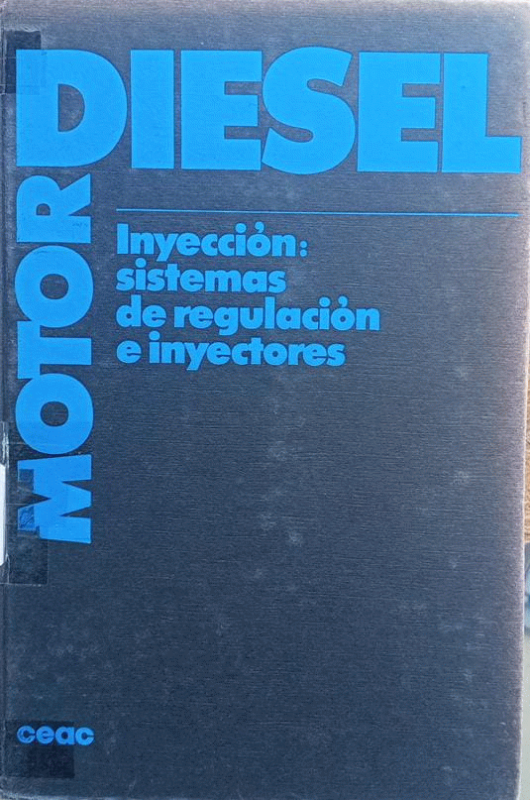 MOTOR
DIESEL
Inyección:
sistemas
de regulación
e inyectores
ceac